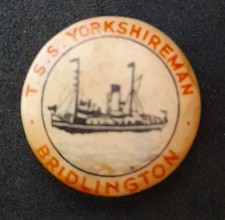 · T.S.S. YORKSHIREMAN ·
BRIDLINGTON